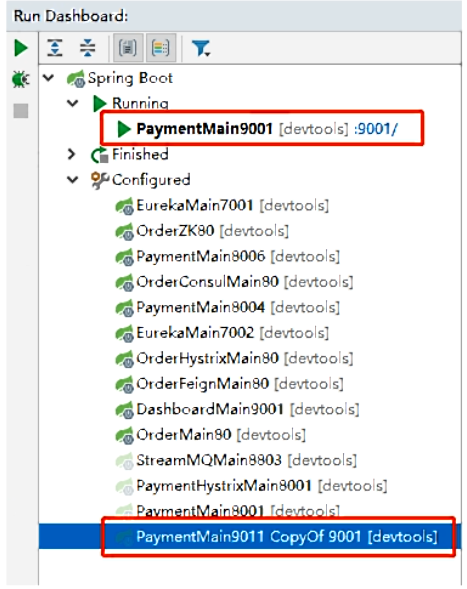 Run Dashboard:
Spring Boot
Running
PaymentMain9001 [devtools] :9001/
Finished
Configured
EurekaMain7001 [devtools]
OrderZK80 [devtools]
PaymentMain8006 [devtools]
OrderConsulMain80 [devtools]
PaymentMain8004 [devtools]
EurekaMain7002 [devtools]
OrderHystrixMain80 [devtools]
OrderFeignMain80 [devtools]
DashboardMain9001 [devtools]
OrderMain80 [devtools]
StreamMQMain8803 [devtools]
PaymentHystrixMain8001 [devtools]
PaymentMain8001 [devtools]
PaymentMain9011 CopyOf 9001 [devtools]